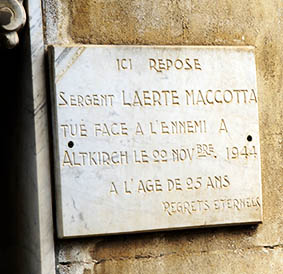 ICI REPOSE
SERGENT LAERTE MACCOTTA
TUÉ FACE A L'ENNEMI A
ALTKIRCH LE 22 NOVBRE. 1944
A L'AGE DE 25 ANS
REGRETS ETERNELS